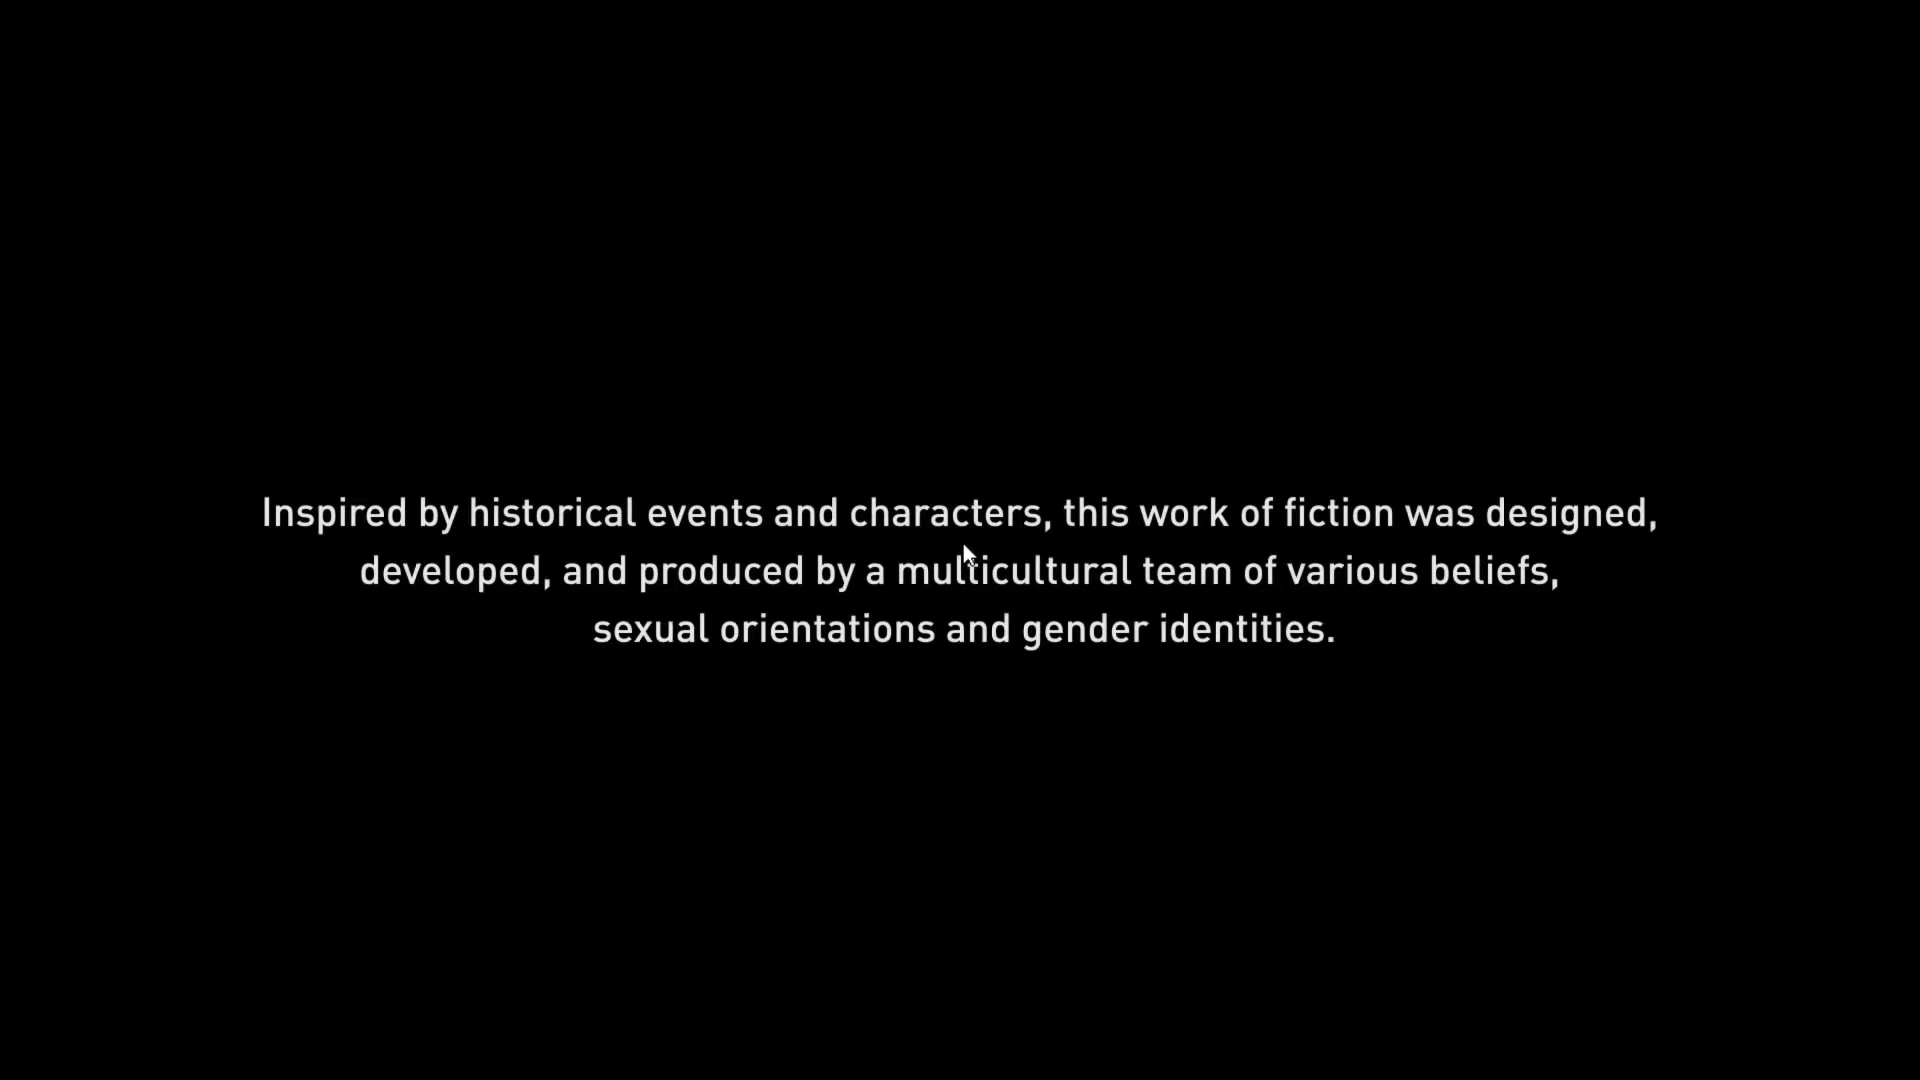 Inspired by historical events and characters, this work of fiction was designed,
developed, and produced by a multicultural team of various beliefs,
sexual orientations and gender identities.